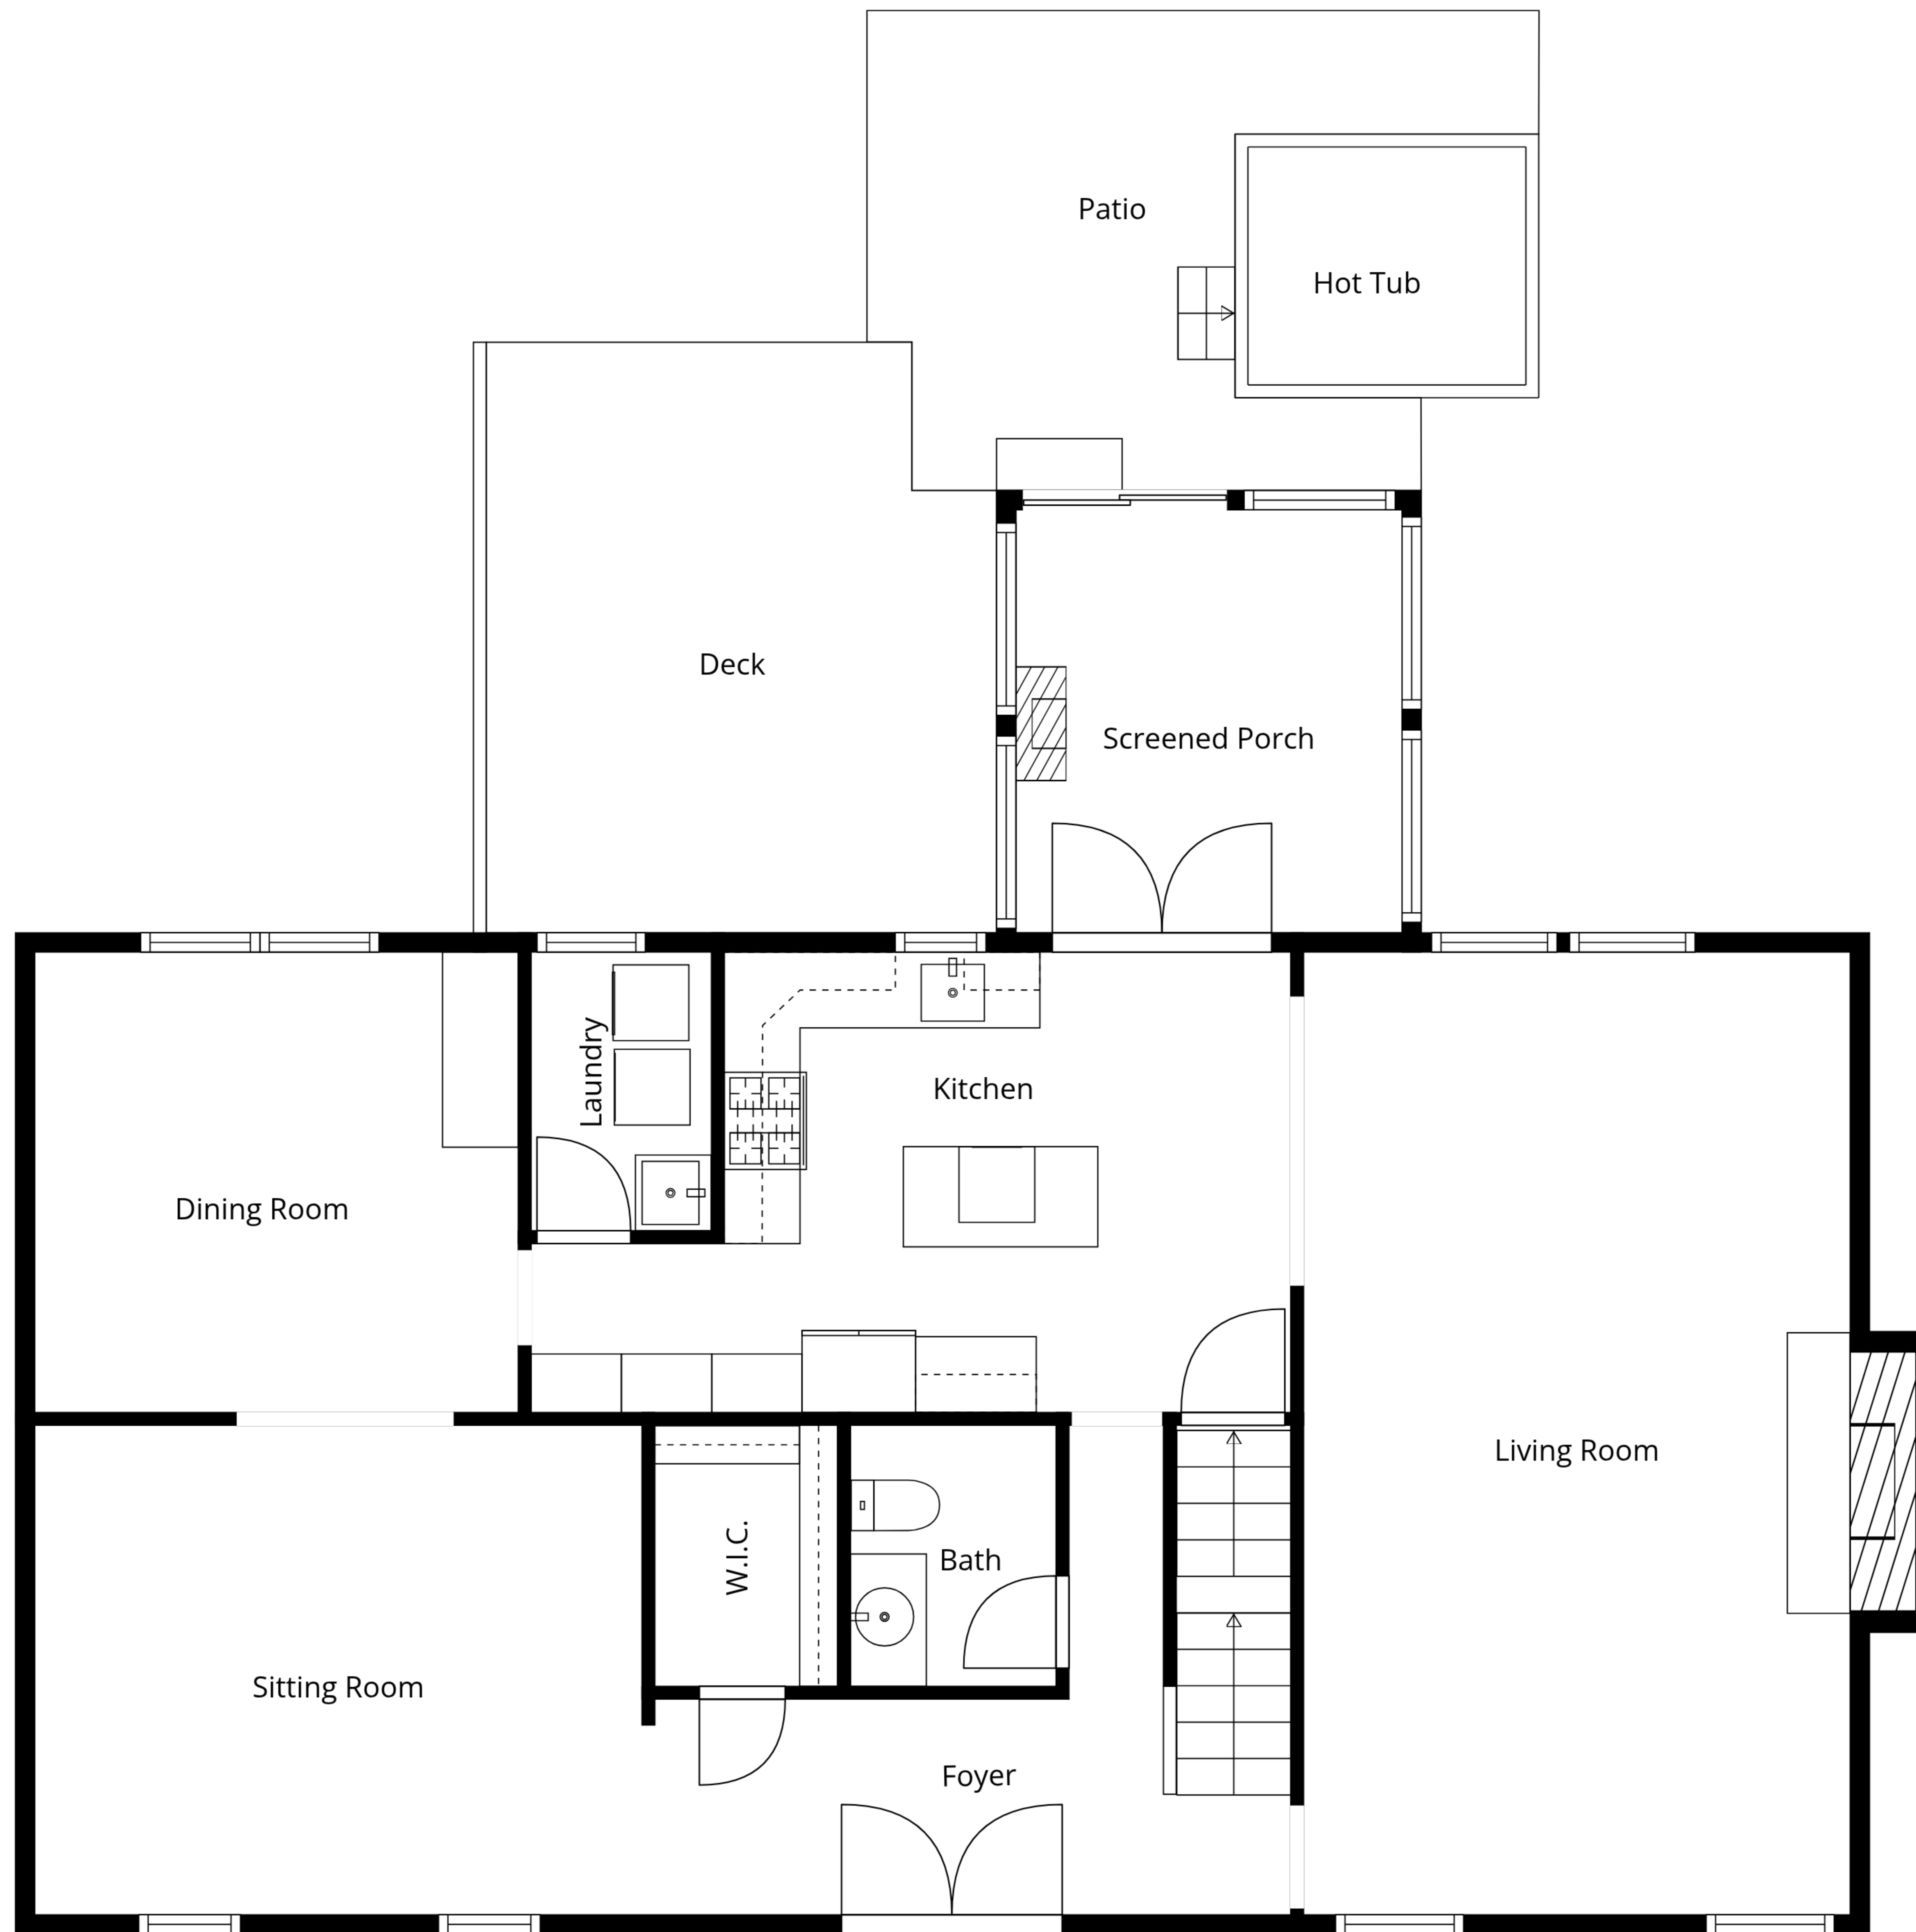 Patio
Hot Tub
Deck
Screened Porch
Laundry
Kitchen
Dining Room
Living Room
W.I.C.
Bath
Sitting Room
Foyer